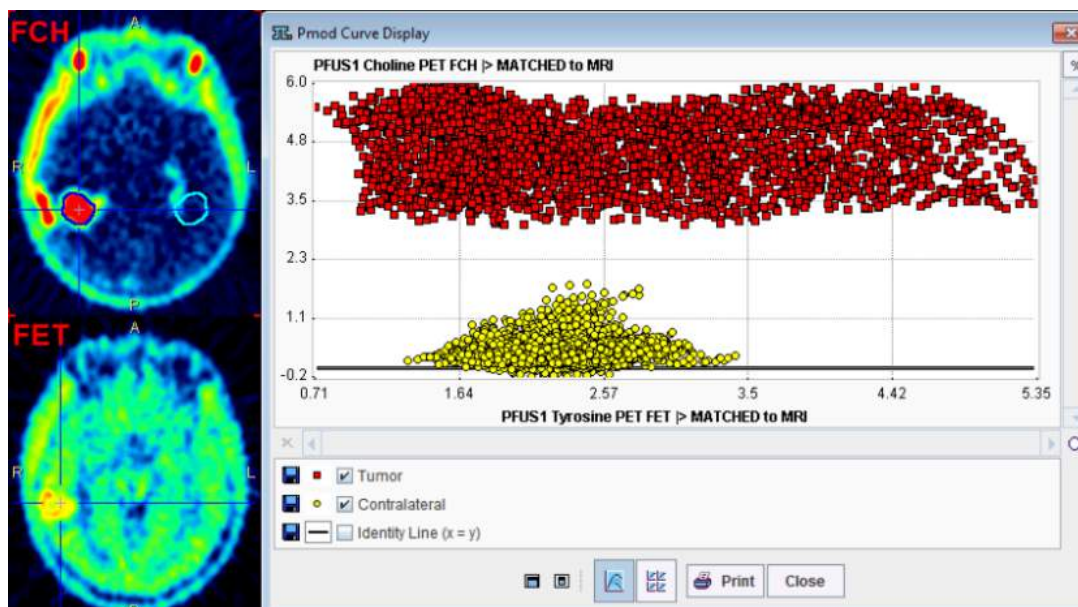 FCH
A
R
L
P
FET
A
R
L
Pmod Curve Display
%
PFUS1 Choline PET FCH |> MATCHED to MRI
6.0
4.8
3.5
2.3
1.1
-0.2
0.71 1.64 2.57 3.5 4.42 5.35
PFUS1 Tyrosine PET FET |> MATCHED to MRI
Tumor
Contralateral
Identity Line (x = y)
Print
Close